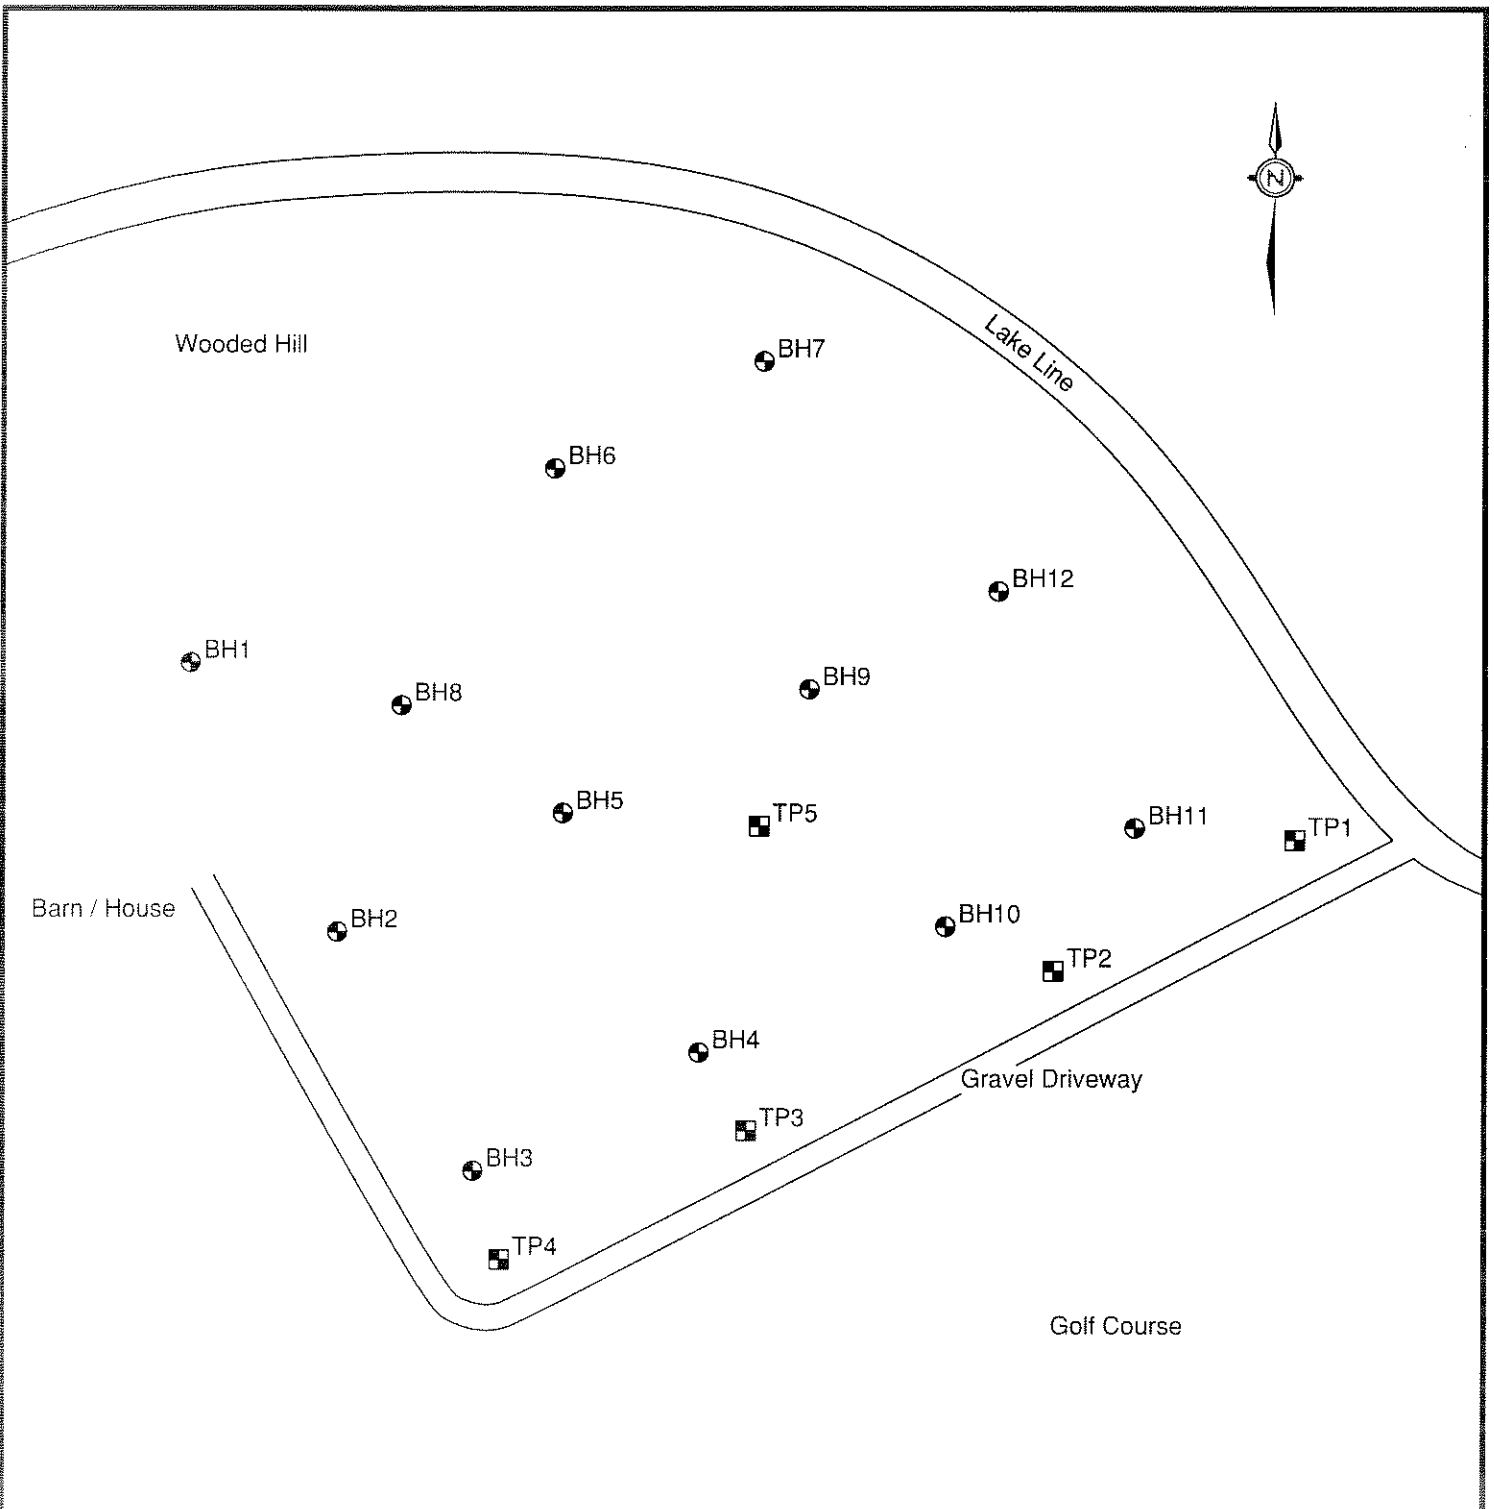 N
Lake Line
Wooded Hill
BH7
BH6
BH12
BH1
BH9
BH8
BH5
TP5
BH11
TP1
Barn / House
BH2
BH10
TP2
BH4
Gravel Driveway
TP3
BH3
TP4
Golf Course